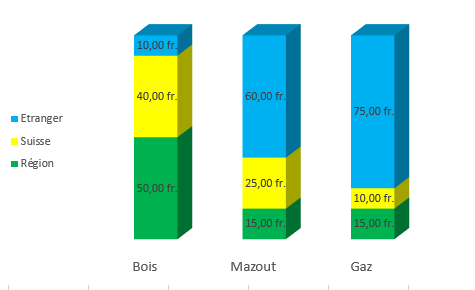 10,00 fr.
40,00 fr.
60,00 fr.
75,00 fr.
Etranger
Suisse
Région
50,00 fr.
25,00 fr.
10,00 fr.
15,00 fr.
15,00 fr.
Bois
Mazout
Gaz